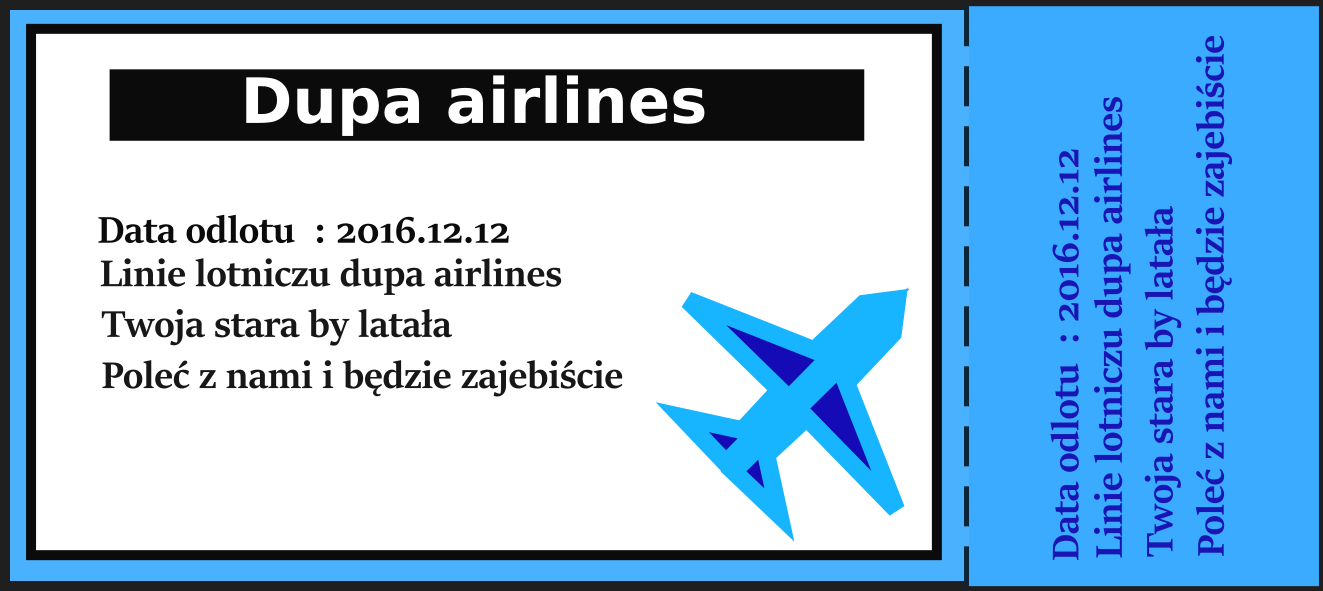 Dupa airlines
Data odlotu : 2016.12.12
Linie lotniczu dupa airlines
Twoja stara by latała
Poleć z nami i będzie zajebiście
Data odlotu : 2016.12.12
Linie lotniczu dupa airlines
Twoja stara by latała
Poleć z nami i będzie zajebiście